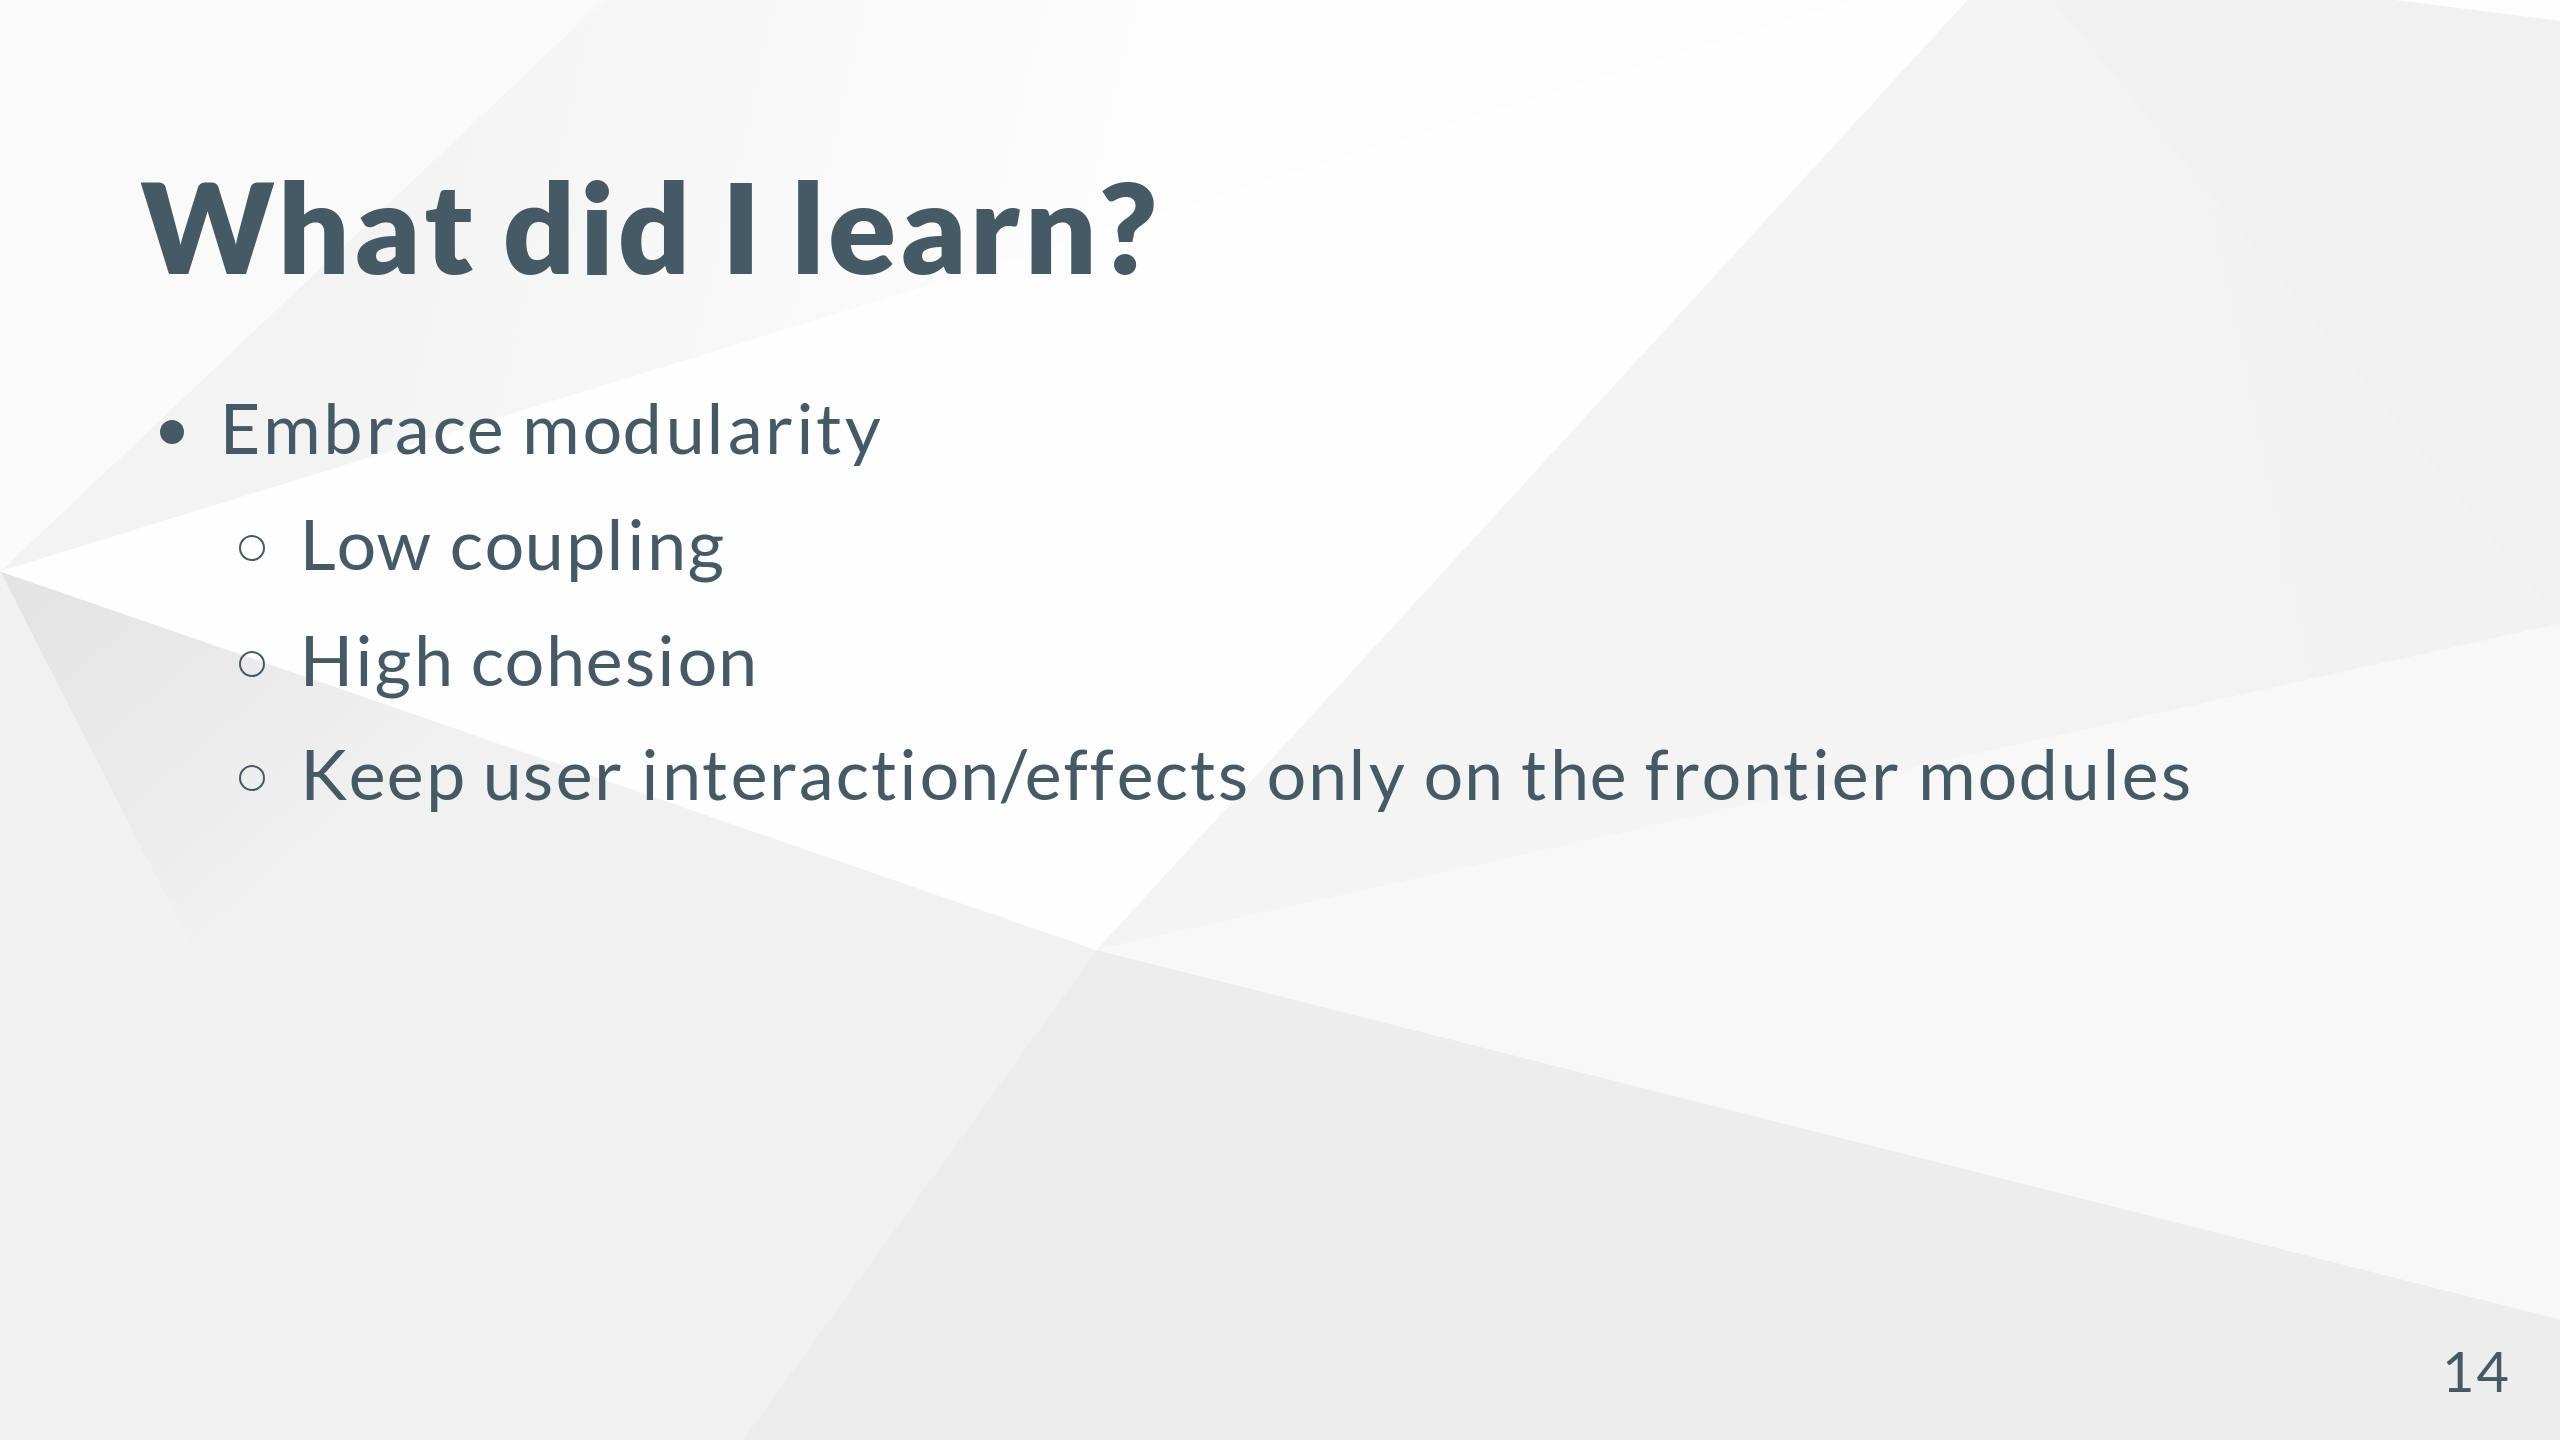 What did I learn?
• Embrace modularity
○ Low coupling
○ High cohesion
○ Keep user interaction/effects only on the frontier modules
14